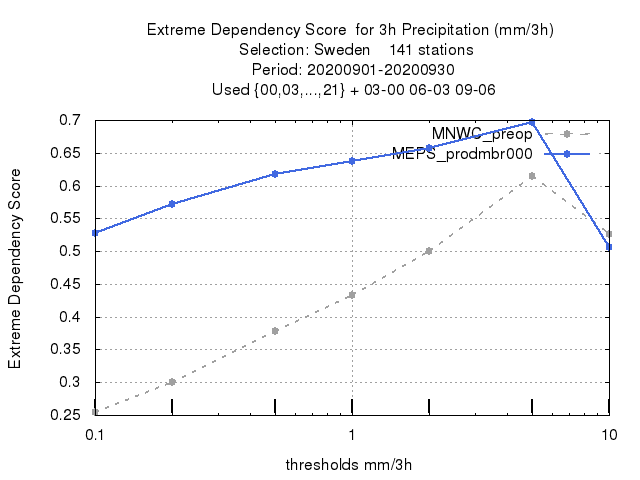 Extreme Dependency Score  for 3h Precipitation (mm/3h)
Selection: Sweden    141 stations
Period: 20200901-20200930
Used {00,03,...,21} + 03-00 06-03 09-06
MNWC_preop
MEPS_prodmbr000
Extreme Dependency Score
0.7
0.65
0.6
0.55
0.5
0.45
0.4
0.35
0.3
0.25
0.1 1 10
thresholds mm/3h